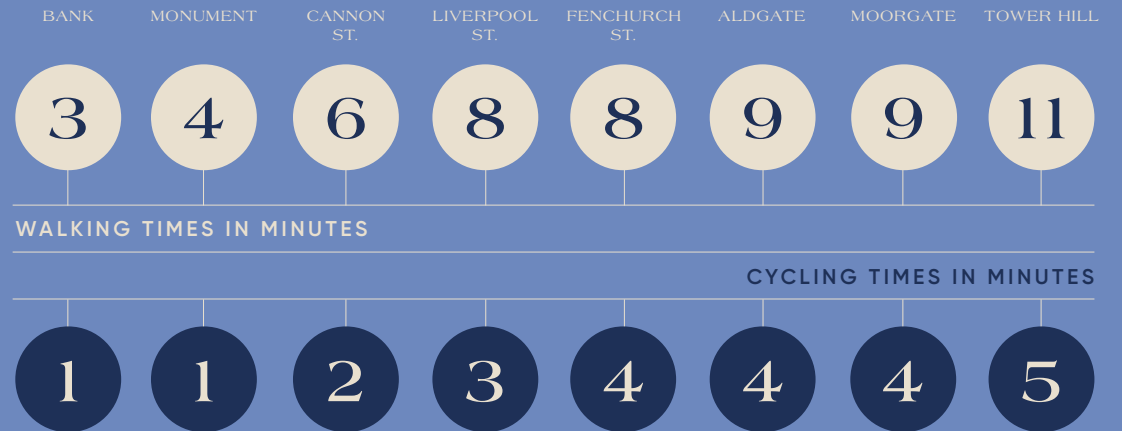 BANK
MONUMENT
CANNON
ST.
LIVERPOOL
ST.
FENCHURCH
ST.
ALDGATE
MOORGATE
TOWER HILL
3 4 6 8 8 9 9 11
WALKING TIMES IN MINUTES
CYCLING TIMES IN MINUTES
1 1 2 3 4 4 4 5